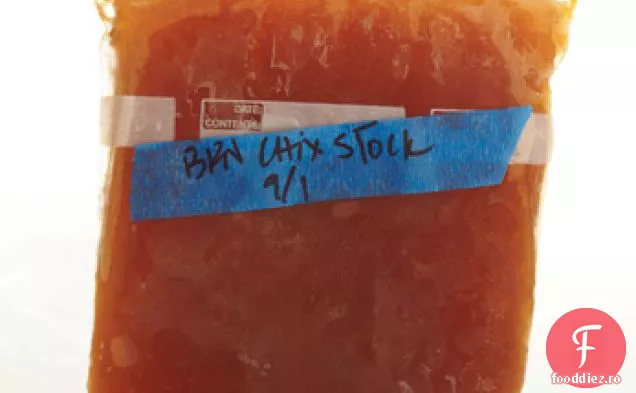 DATE:
CONTENTS:
BRN CHIX STOCK
9/1
F
fooddiez.ro